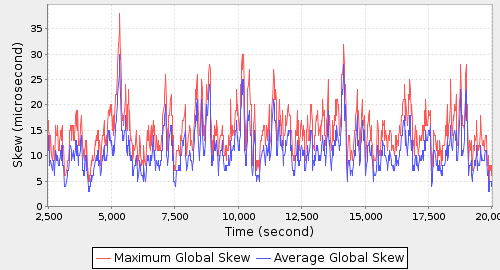 Skew (microsecond)
35
30
25
20
15
10
5
0
2,500 5,000 7,500 10,000 12,500 15,000 17,500 20,000
Time (second)
Maximum Global Skew Average Global Skew